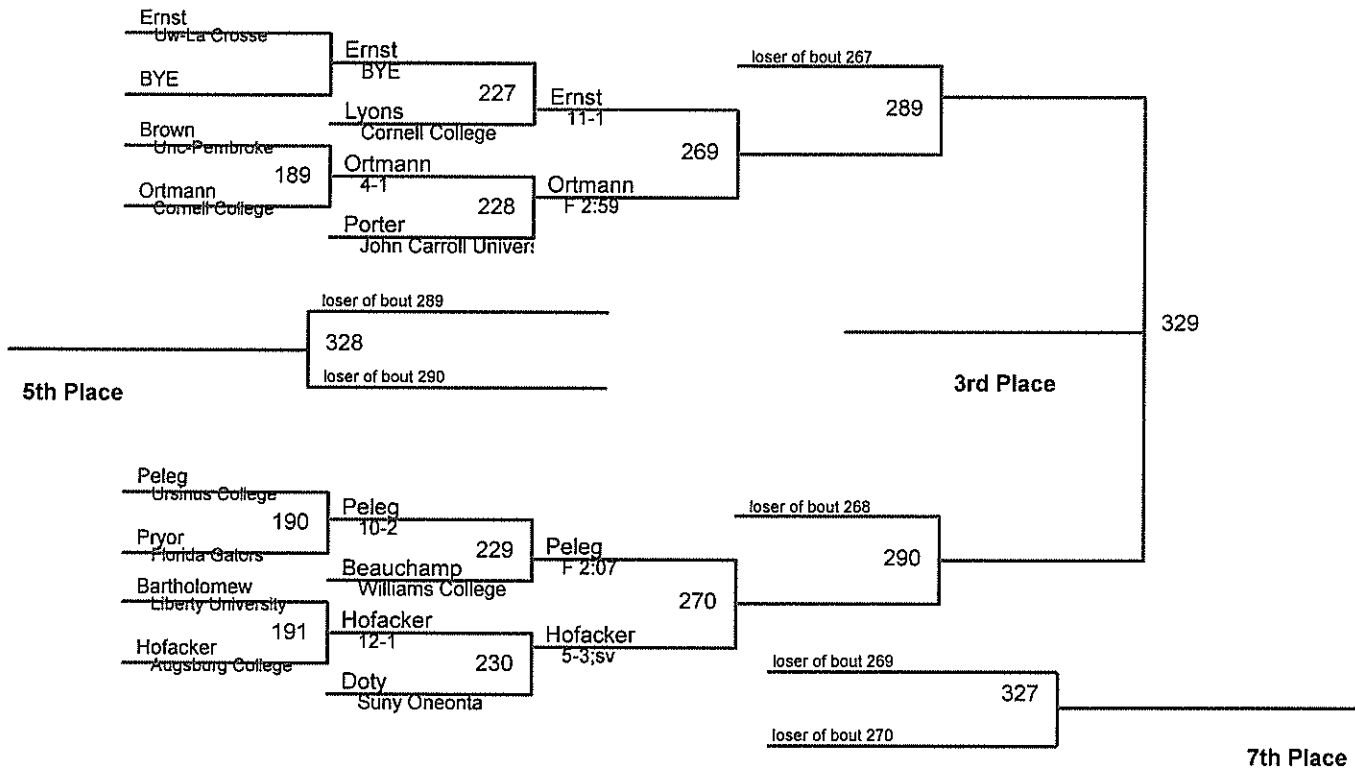 Ernst
Uw-La Crosse
BYE
Ernst
BYE
227
Lyons
Cornell College
Ernst
11-1
Brown
Unc-Pembroke
189
Ortmann
Cornell College
Ortmann
4-1
228
Porter
John Carroll Univers
Ortmann
F 2:59
269
loser of bout 267
289
329
3rd Place
loser of bout 289
328
loser of bout 290
5th Place
Peleg
Ursinus College
190
Pryor
Florida Gators
Peleg
10-2
229
Beauchamp
Williams College
Peleg
F 2:07
Bartholomew
Liberty University
191
Hofacker
Augsburg College
Hofacker
12-1
230
Doty
Suny Oneonta
Hofacker
5-3;sv
270
loser of bout 268
290
loser of bout 269
327
loser of bout 270
7th Place